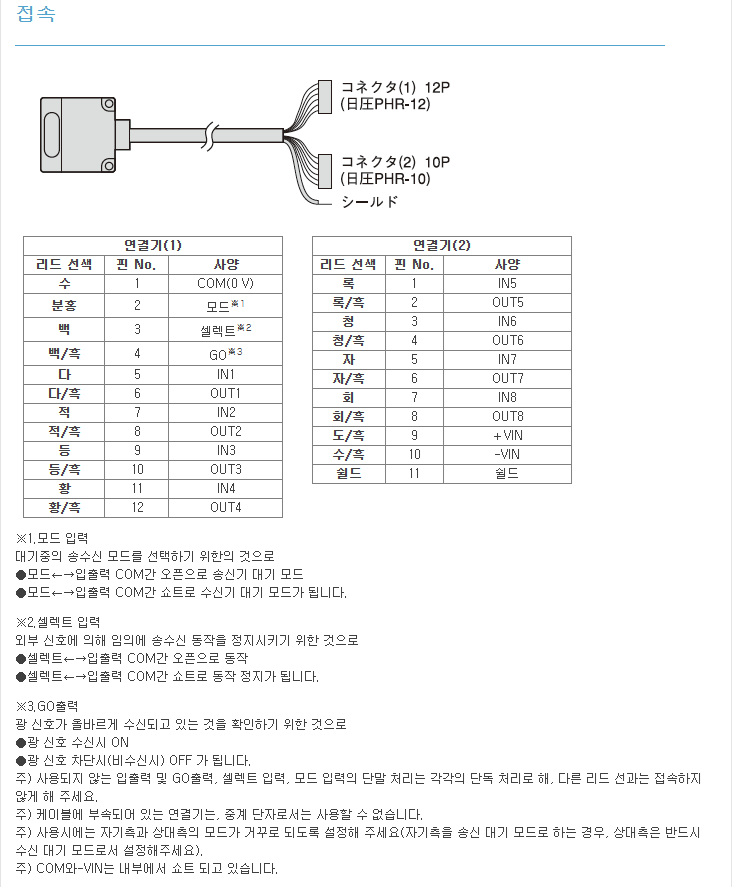 접속
コネクタ(1) 12P
(日圧PHR-12)
コネクタ(2) 10P
(日圧PHR-10)
シールド
연결기(1)
리드 선색 핀 No. 사양
수 1 COM(0 V)
분홍 2 모드※1
백 3 셀렉트※2
백/흑 4 GO※3
다 5 IN1
다/흑 6 OUT1
적 7 IN2
적/흑 8 OUT2
등 9 IN3
등/흑 10 OUT3
황 11 IN4
황/흑 12 OUT4
연결기(2)
리드 선색 핀 No. 사양
록 1 IN5
록/흑 2 OUT5
청 3 IN6
청/흑 4 OUT6
자 5 IN7
자/흑 6 OUT7
회 7 IN8
회/흑 8 OUT8
도/흑 9 +VIN
수/흑 10 -VIN
쉴드 11 쉴드
※1.모드 입력
대기중의 송수신 모드를 선택하기 위한의 것으로
●모드←→입출력 COM간 오픈으로 송신기 대기 모드
●모드←→입출력 COM간 쇼트로 수신기 대기 모드가 됩니다.
※2.셀렉트 입력
외부 신호에 의해 임의에 송수신 동작을 정지시키기 위한 것으로
●셀렉트←→입출력 COM간 오픈으로 동작
●셀렉트←→입출력 COM간 쇼트로 동작 정지가 됩니다.
※3.GO출력
광 신호가 올바르게 수신되고 있는 것을 확인하기 위한 것으로
●광 신호 수신시 ON
●광 신호 차단시(비수신시) OFF 가 됩니다.
주) 사용되지 않는 입출력 및 GO출력, 셀렉트 입력, 모드 입력의 단말 처리는 각각의 단독 처리로 해, 다른 리드 선과는 접속하지
않게 해 주세요.
주) 케이블에 부속되어 있는 연결기는, 중계 단자로서는 사용할 수 없습니다.
주) 사용시에는 자기측과 상대측의 모드가 거꾸로 되도록 설정해 주세요(자기측을 송신 대기 모드로 하는 경우, 상대측은 반드시
수신 대기 모드로서 설정해주세요).
주) COM와-VIN는 내부에서 쇼트 되고 있습니다.